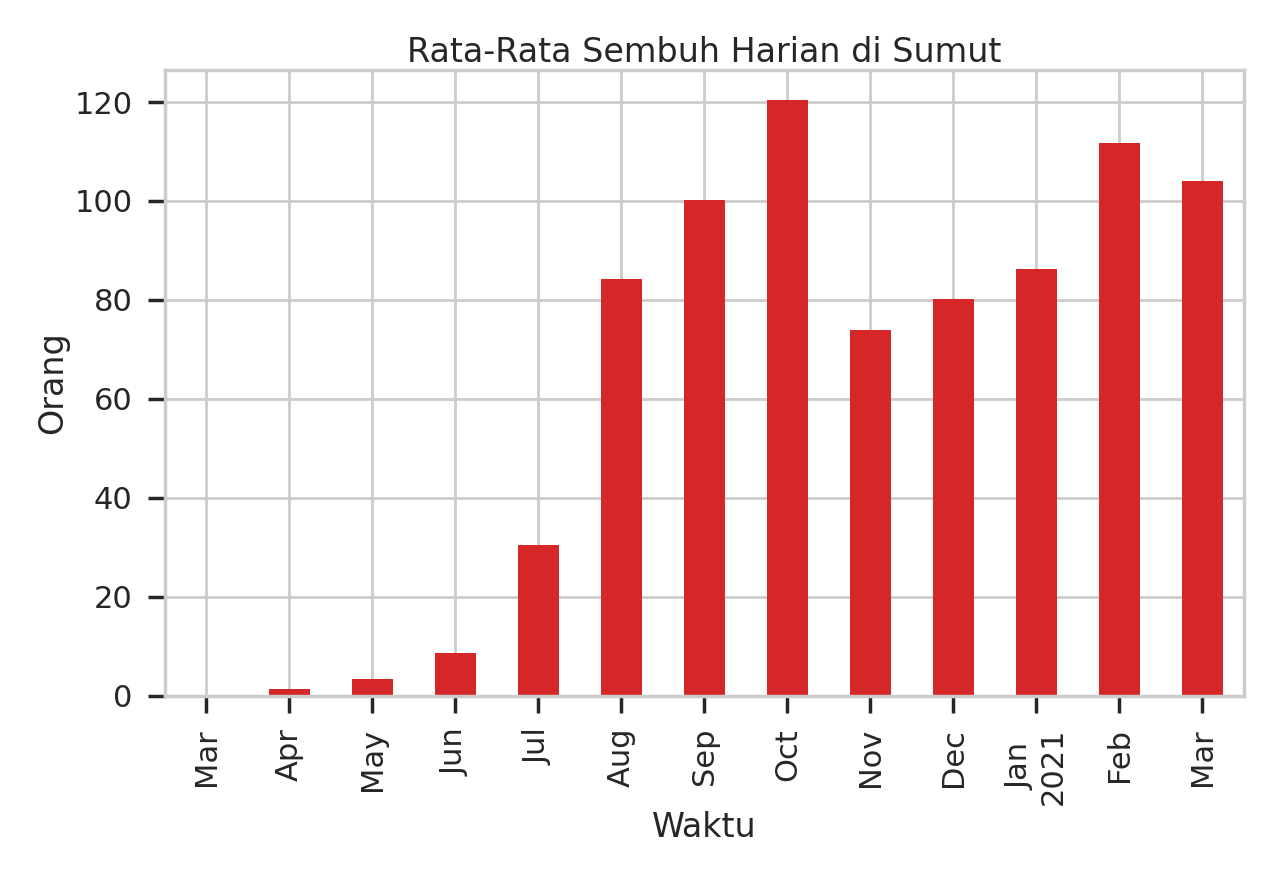 Rata-Rata Sembuh Harian di Sumut
120
100
80
60
40
20
0
Orang
Mar
Apr
May
Jun
Jul
Aug
Sep
Oct
Nov
Dec
Jan
2021
Feb
Mar
Waktu